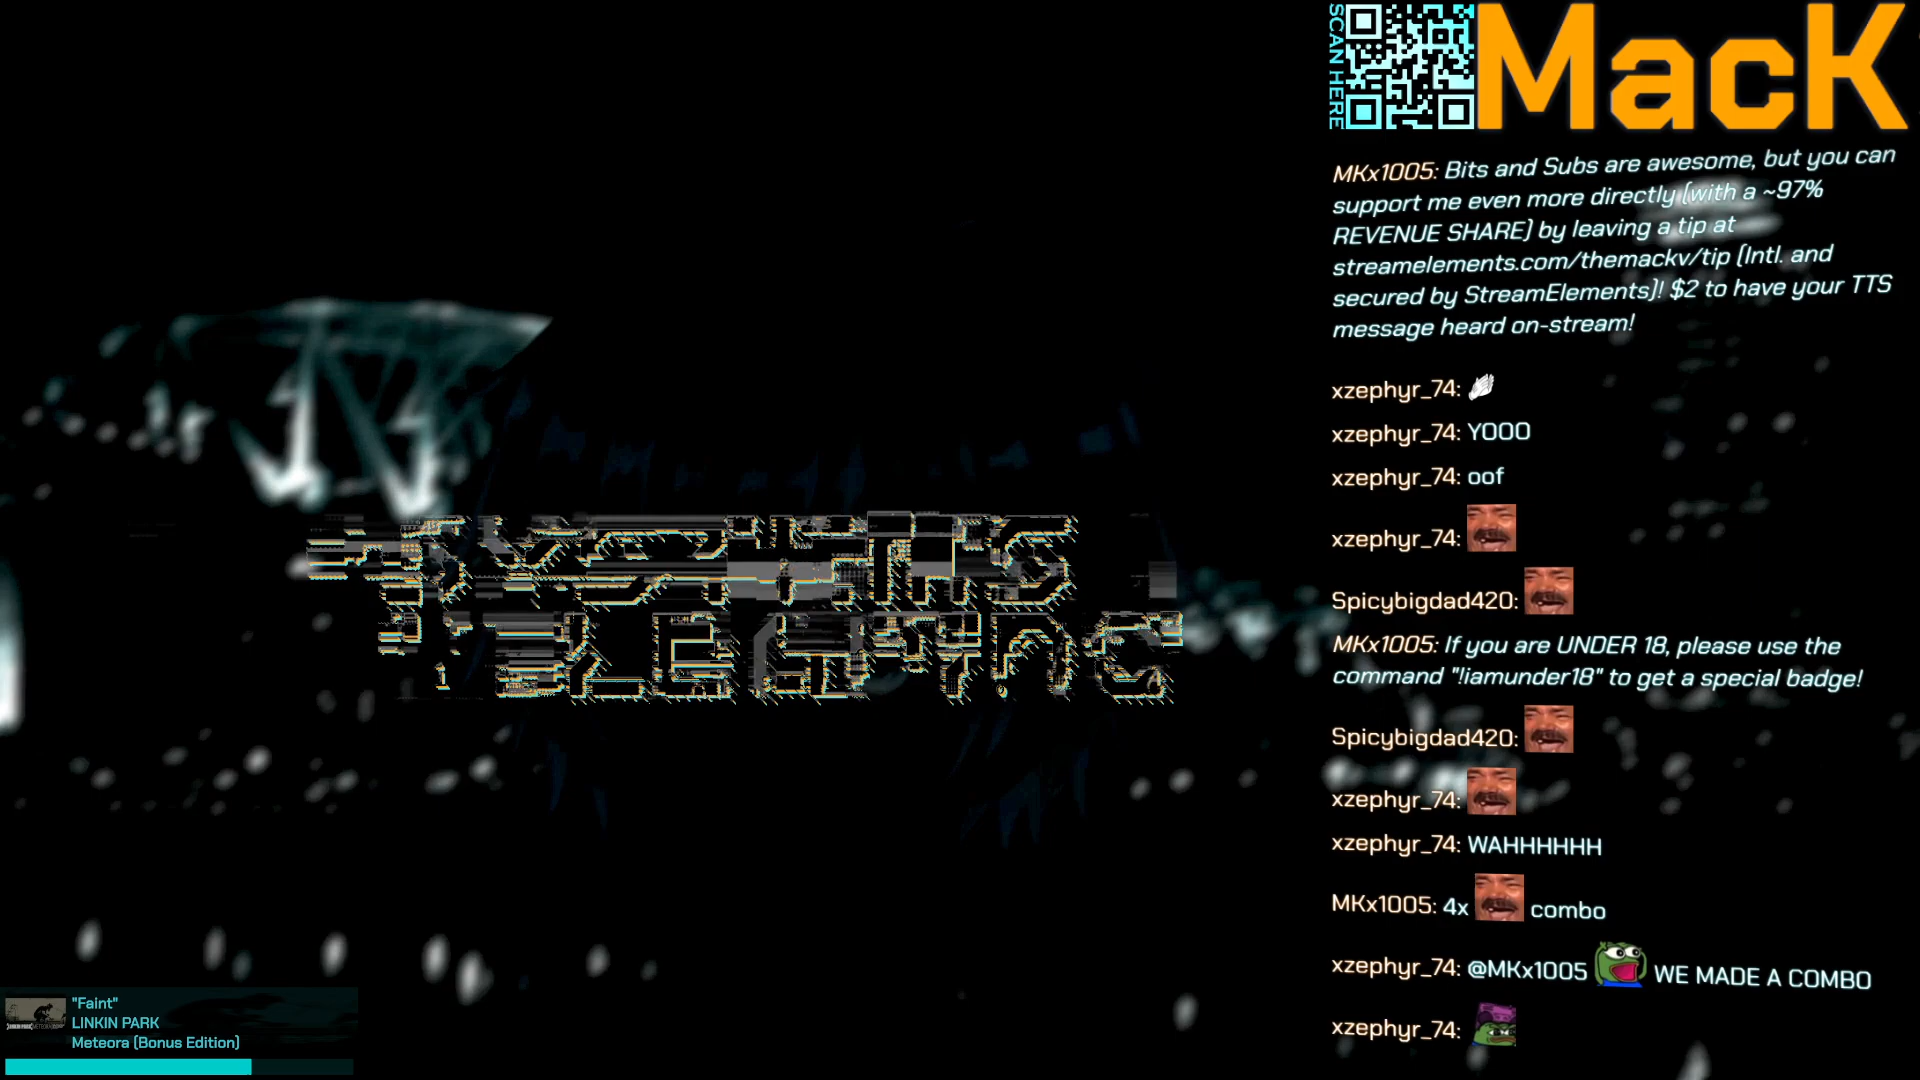 SCAN HERE
MacK
MKx1005: Bits and Subs are awesome, but you can
support me even more directly (with a ~97%
REVENUE SHARE) by leaving a tip at
streamelements.com/themackv/tip (Intl. and
secured by StreamElements)! $2 to have your TTS
message heard on-stream!
xzephyr_74:
xzephyr_74: YOOO
xzephyr_74: oof
xzephyr_74:
Spicybigdad420:
MKx1005: If you are UNDER 18, please use the
command "!iamunder18" to get a special badge!
Spicybigdad420:
xzephyr_74:
xzephyr_74: WAHHHHHH
MKx1005: 4x combo
xzephyr_74: @MKx1005 WE MADE A COMBO
xzephyr_74:
"Faint"
LINKIN PARK
Meteora (Bonus Edition)